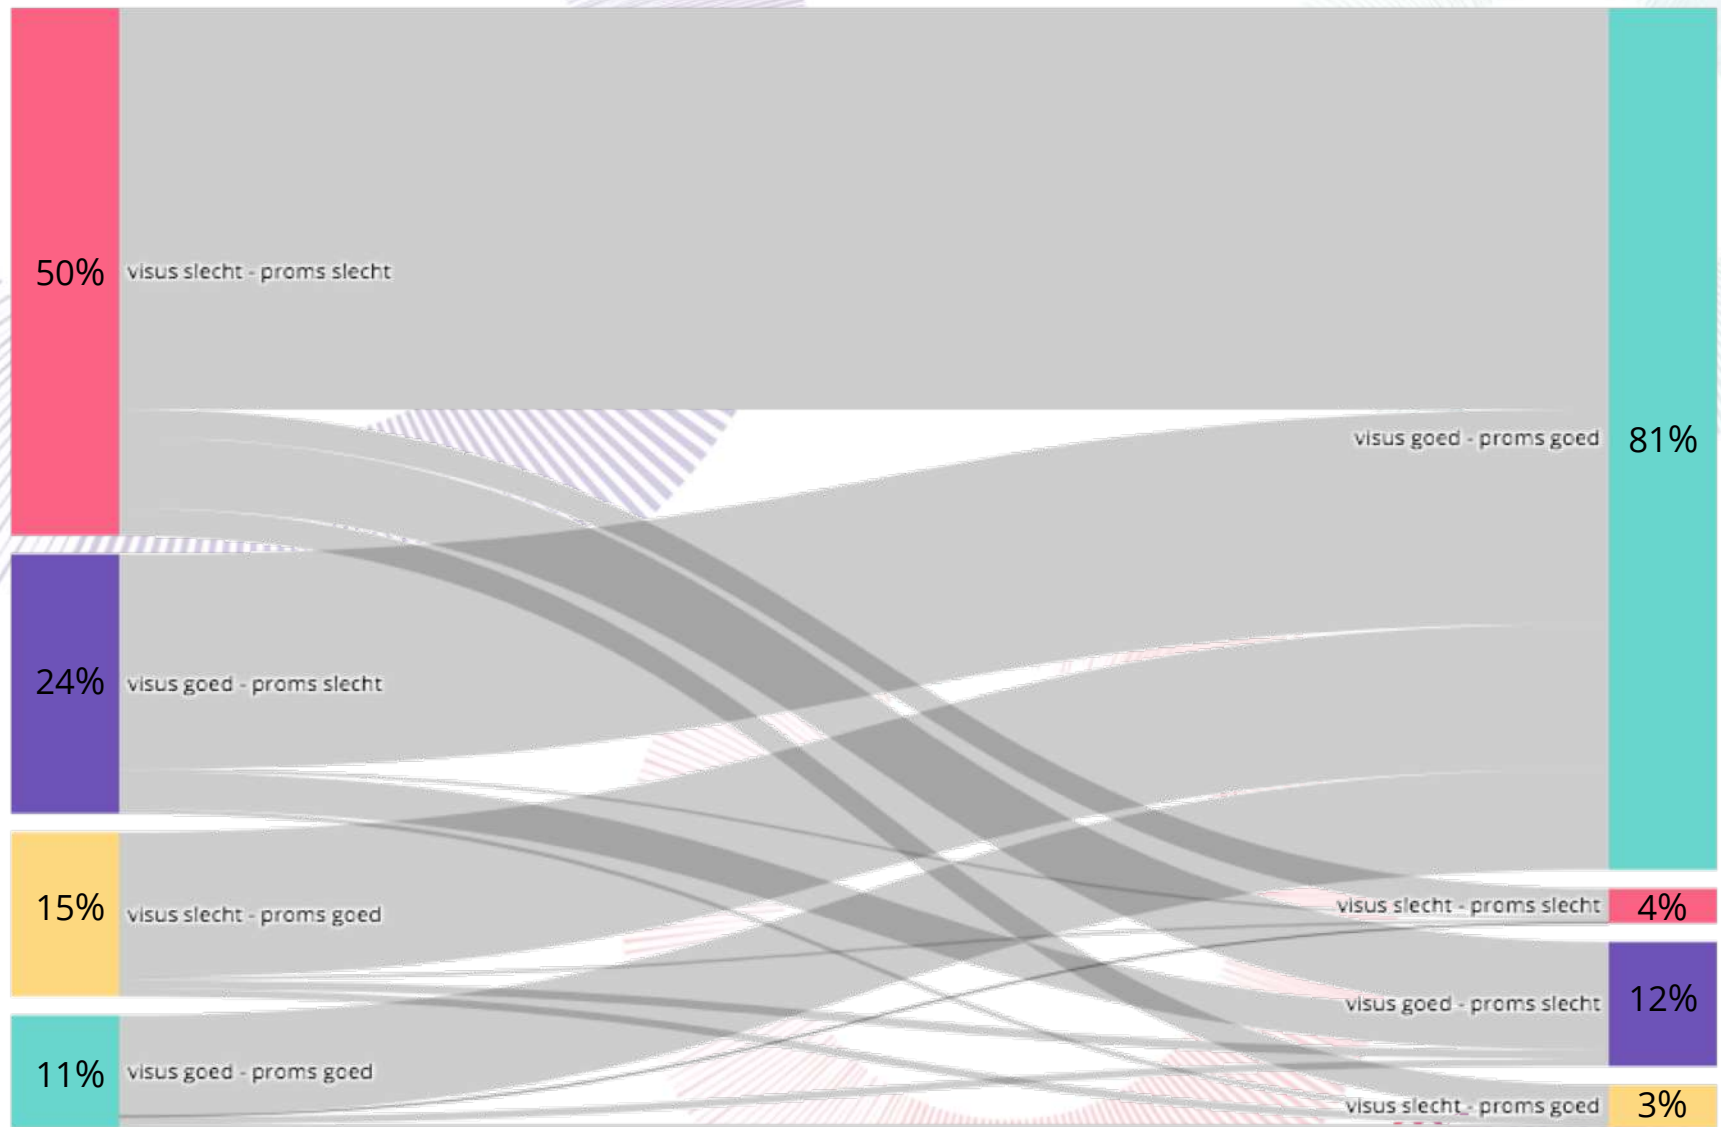 50% visus slecht - proms slecht
visus goed - proms goed 81%
24% visus goed - proms slecht
15% visus slecht - proms goed
visus slecht - proms slecht 4%
visus goed - proms slecht 12%
11% visus goed - proms goed
visus slecht - proms goed 3%